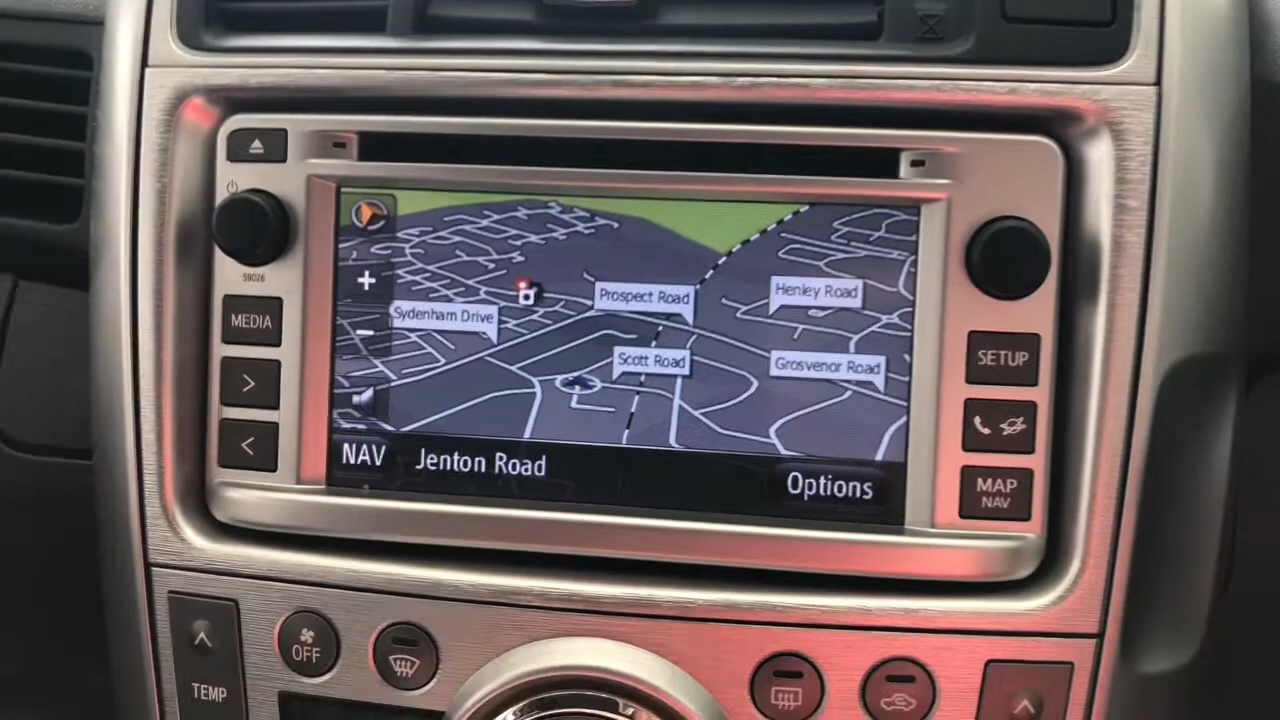 59026
MEDIA
>
<
+
−
Sydenham Drive
Prospect Road
Henley Road
Scott Road
Grosvenor Road
NAV
Jenton Road
Options
SETUP
MAP
NAV
OFF
TEMP